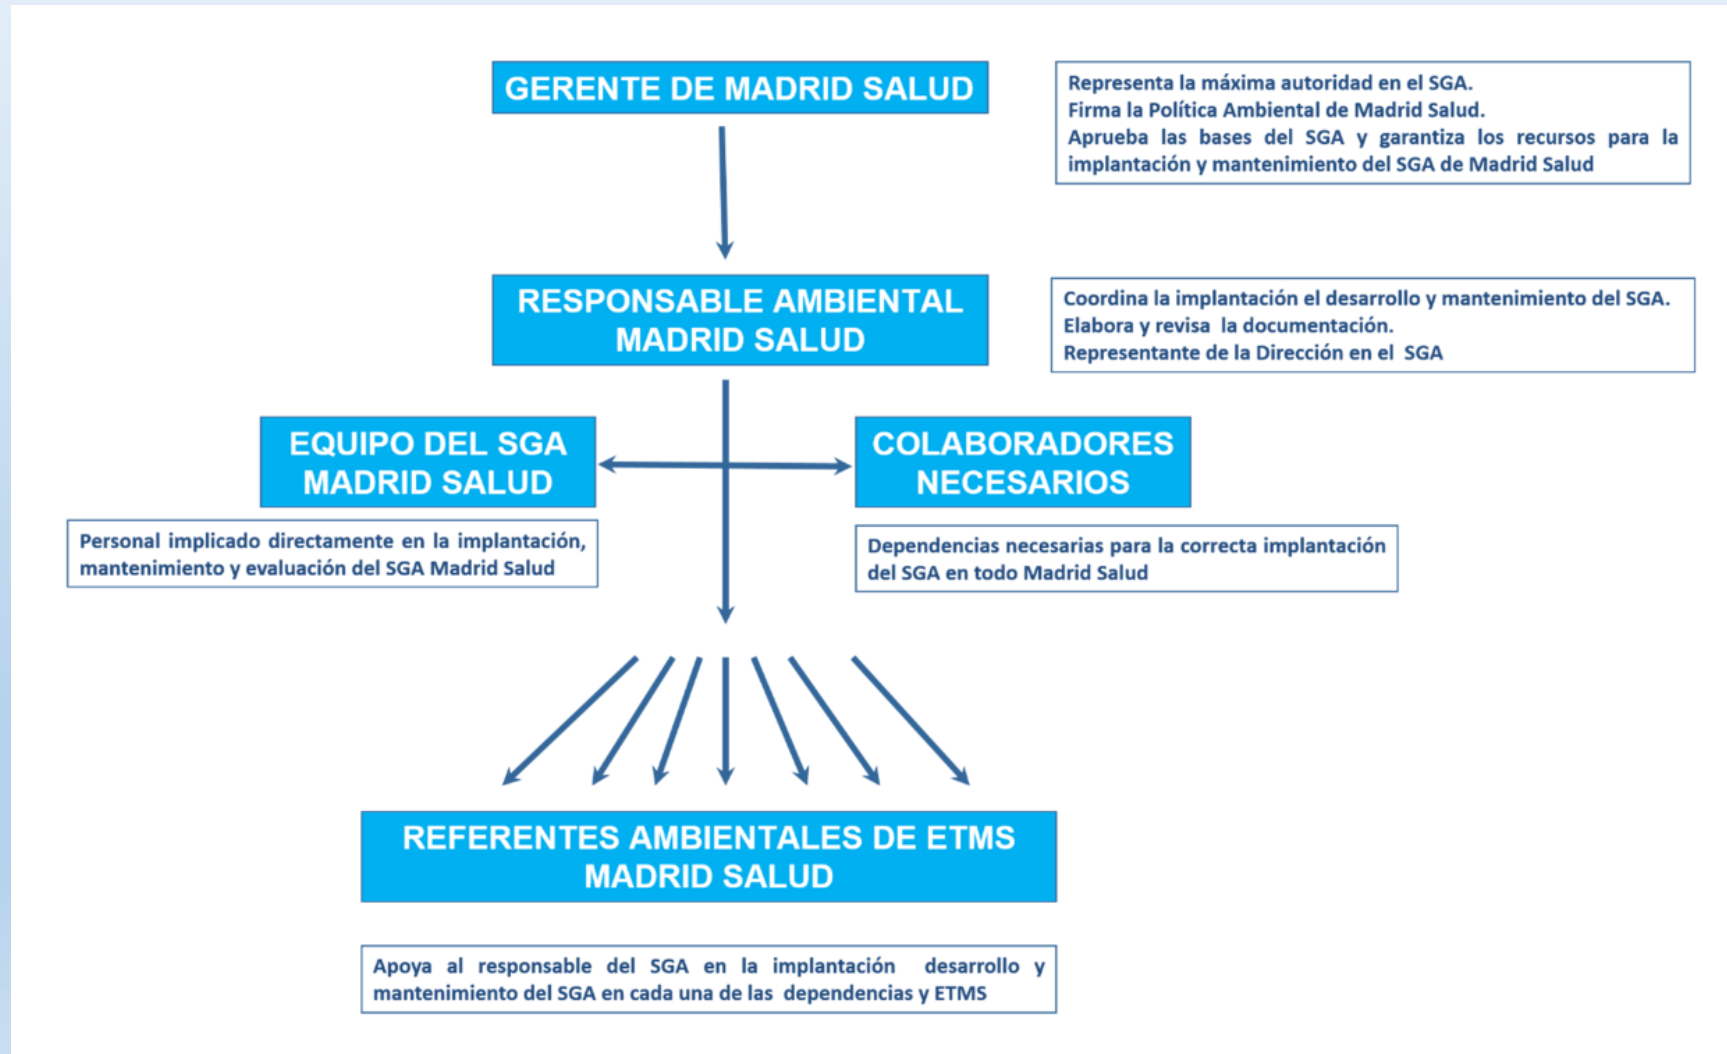 GERENTE DE MADRID SALUD
Representa la máxima autoridad en el SGA.
Firma la Política Ambiental de Madrid Salud.
Aprueba las bases del SGA y garantiza los recursos para la
implantación y mantenimiento del SGA de Madrid Salud
RESPONSABLE AMBIENTAL
MADRID SALUD
Coordina la implantación el desarrollo y mantenimiento del SGA.
Elabora y revisa la documentación.
Representante de la Dirección en el SGA
EQUIPO DEL SGA
MADRID SALUD
Personal implicado directamente en la implantación,
mantenimiento y evaluación del SGA Madrid Salud
COLABORADORES
NECESARIOS
Dependencias necesarias para la correcta implantación
del SGA en todo Madrid Salud
REFERENTES AMBIENTALES DE ETMS
MADRID SALUD
Apoya al responsable del SGA en la implantación desarrollo y
mantenimiento del SGA en cada una de las dependencias y ETMS